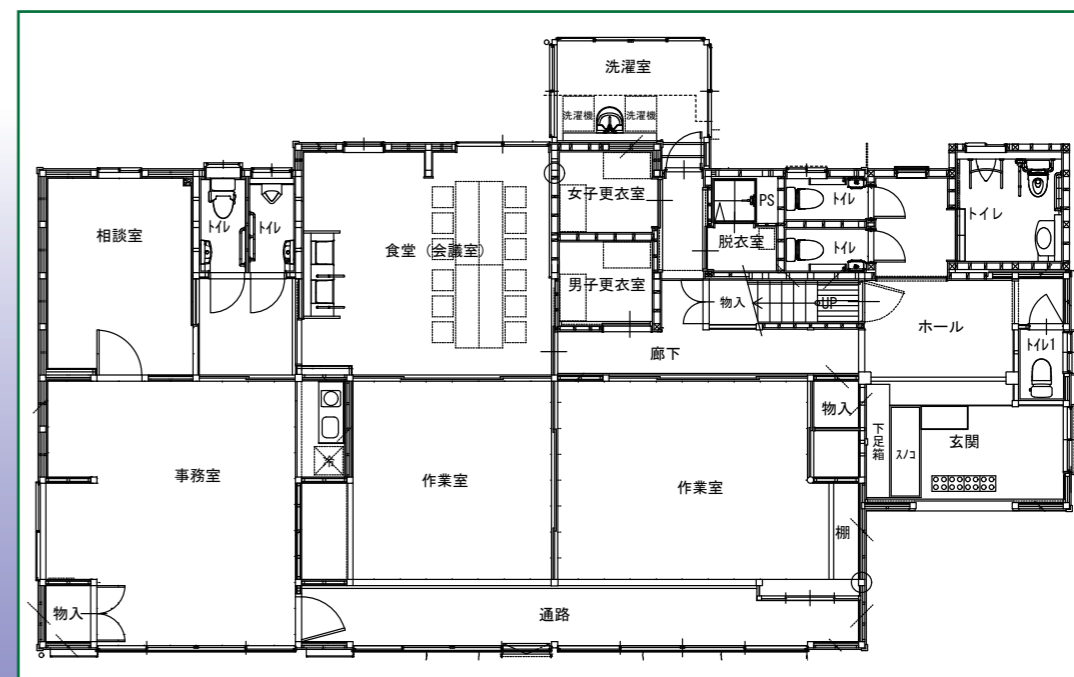 洗濯室
洗濯機
洗濯機
女子更衣室
PS
トイレ
トイレ
相談室
トイレ
トイレ
食堂（会議室）
脱衣室
トイレ
男子更衣室
物入
UP
ホール
廊下
トイレ1
物入
下足箱
スノコ
玄関
冷
事務室
作業室
作業室
棚
物入
通路